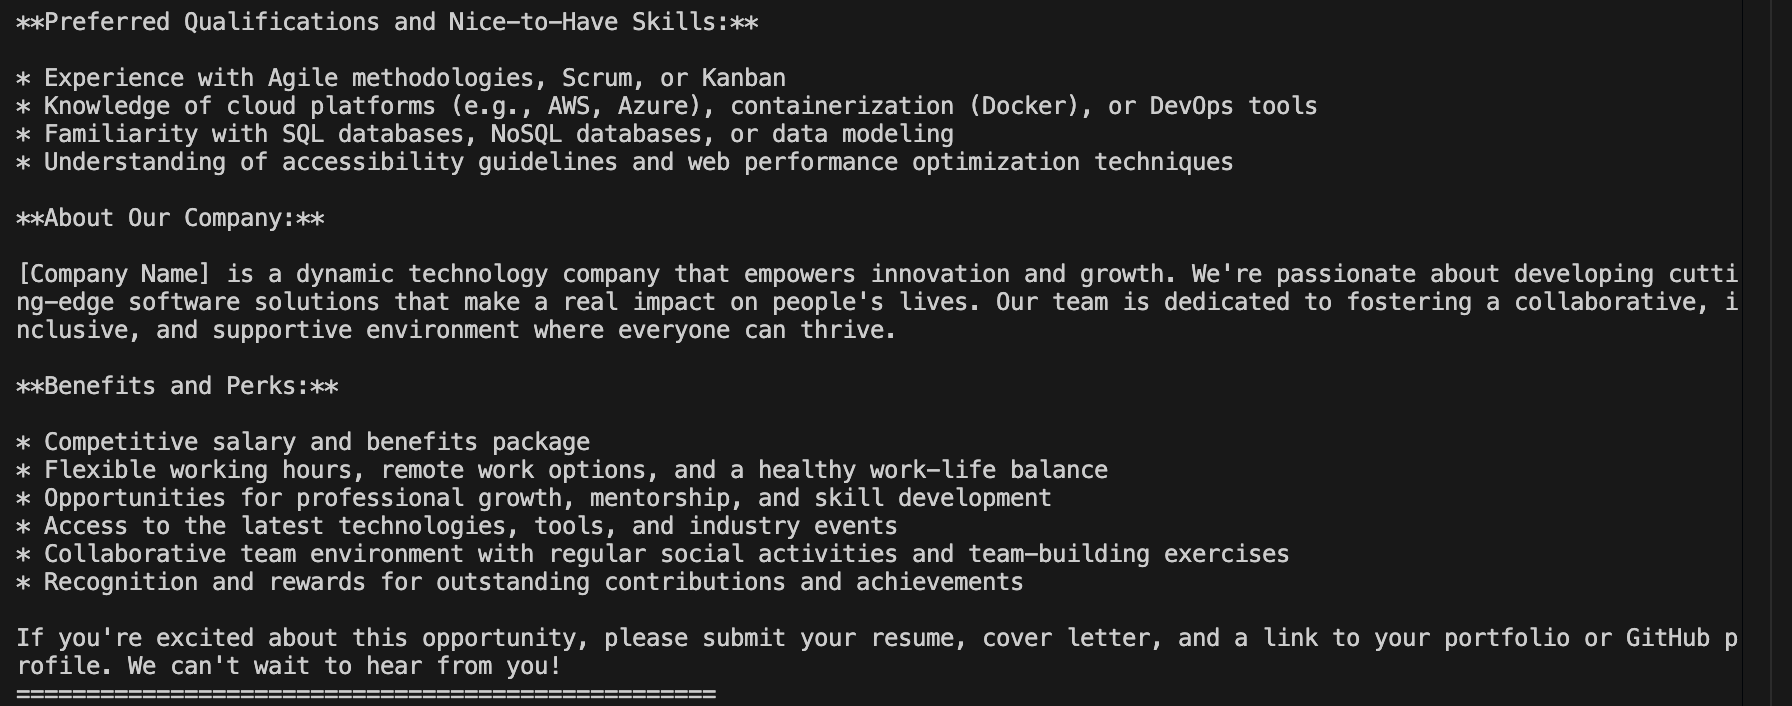 **Preferred Qualifications and Nice-to-Have Skills:**
* Experience with Agile methodologies, Scrum, or Kanban
* Knowledge of cloud platforms (e.g., AWS, Azure), containerization (Docker), or DevOps tools
* Familiarity with SQL databases, NoSQL databases, or data modeling
* Understanding of accessibility guidelines and web performance optimization techniques
**About Our Company:**
[Company Name] is a dynamic technology company that empowers innovation and growth. We're passionate about developing cutti
ng-edge software solutions that make a real impact on people's lives. Our team is dedicated to fostering a collaborative, i
nclusive, and supportive environment where everyone can thrive.
**Benefits and Perks:**
* Competitive salary and benefits package
* Flexible working hours, remote work options, and a healthy work-life balance
* Opportunities for professional growth, mentorship, and skill development
* Access to the latest technologies, tools, and industry events
* Collaborative team environment with regular social activities and team-building exercises
* Recognition and rewards for outstanding contributions and achievements
If you're excited about this opportunity, please submit your resume, cover letter, and a link to your portfolio or GitHub p
rofile. We can't wait to hear from you!
==================================================